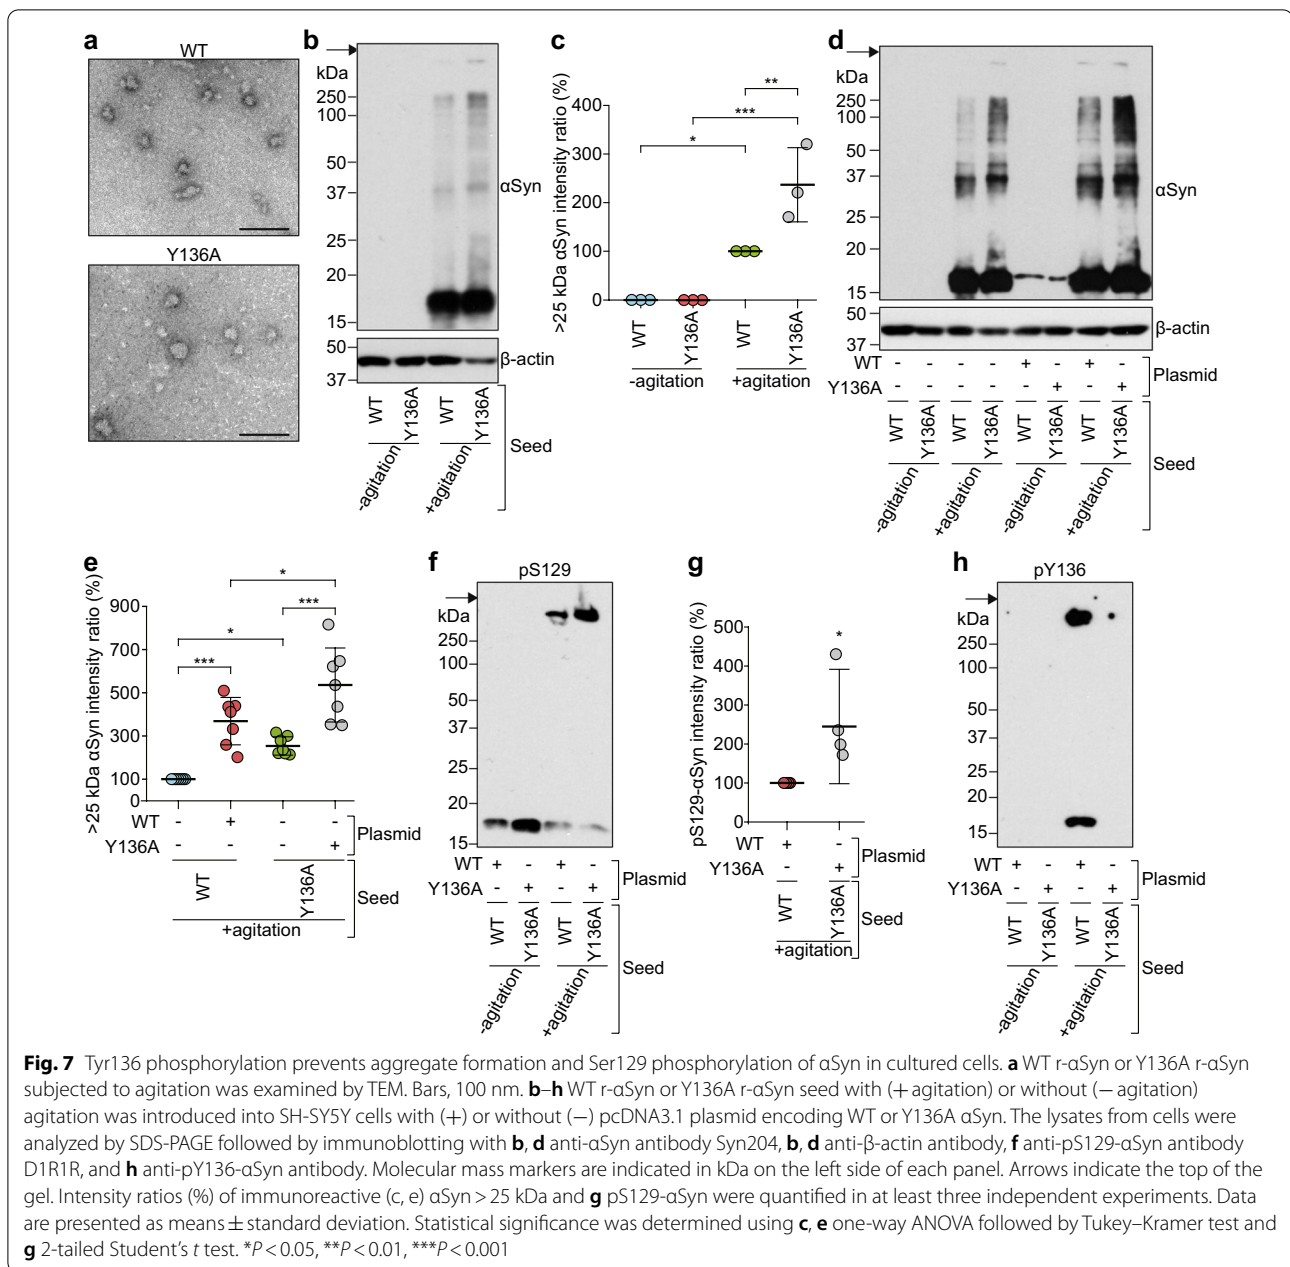 a
WT
Y136A
b
kDa
250
100
50
37
25
20
15
αSyn
50
37
β-actin
WT
Y136A
WT
Y136A
-agitation
+agitation
Seed
c
>25 kDa αSyn intensity ratio (%)
400
300
200
100
0
*
***
**
WT
Y136A
WT
Y136A
-agitation
+agitation
d
kDa
250
100
50
37
25
20
15
αSyn
50
37
β-actin
WT - - - - + - + -
Y136A - - - - - + - +
Plasmid
WT
Y136A
WT
Y136A
WT
Y136A
WT
Y136A
-agitation
+agitation
-agitation
+agitation
Seed
e
>25 kDa αSyn intensity ratio (%)
900
700
500
300
100
0
*
***
*
***
WT - + - -
Y136A - - - +
Plasmid
WT
Y136A
Seed
+agitation
f
pS129
kDa
250
100
50
37
25
20
15
WT + - + -
Y136A - + - +
Plasmid
WT
Y136A
WT
Y136A
-agitation
+agitation
Seed
g
pS129-αSyn intensity ratio (%)
500
400
300
200
100
0
*
WT + -
Y136A - +
Plasmid
WT
Y136A
Seed
+agitation
h
pY136
kDa
250
100
50
37
25
20
15
WT + - + -
Y136A - + - +
Plasmid
WT
Y136A
WT
Y136A
-agitation
+agitation
Seed
Fig. 7 Tyr136 phosphorylation prevents aggregate formation and Ser129 phosphorylation of αSyn in cultured cells. a WT r-αSyn or Y136A r-αSyn
subjected to agitation was examined by TEM. Bars, 100 nm. b–h WT r-αSyn or Y136A r-αSyn seed with (+ agitation) or without (− agitation)
agitation was introduced into SH-SY5Y cells with (+) or without (−) pcDNA3.1 plasmid encoding WT or Y136A αSyn. The lysates from cells were
analyzed by SDS-PAGE followed by immunoblotting with b, d anti-αSyn antibody Syn204, b, d anti-β-actin antibody, f anti-pS129-αSyn antibody
D1R1R, and h anti-pY136-αSyn antibody. Molecular mass markers are indicated in kDa on the left side of each panel. Arrows indicate the top of the
gel. Intensity ratios (%) of immunoreactive (c, e) αSyn > 25 kDa and g pS129-αSyn were quantified in at least three independent experiments. Data
are presented as means ± standard deviation. Statistical significance was determined using c, e one-way ANOVA followed by Tukey–Kramer test and
g 2-tailed Student's t test. *P < 0.05, **P < 0.01, ***P < 0.001